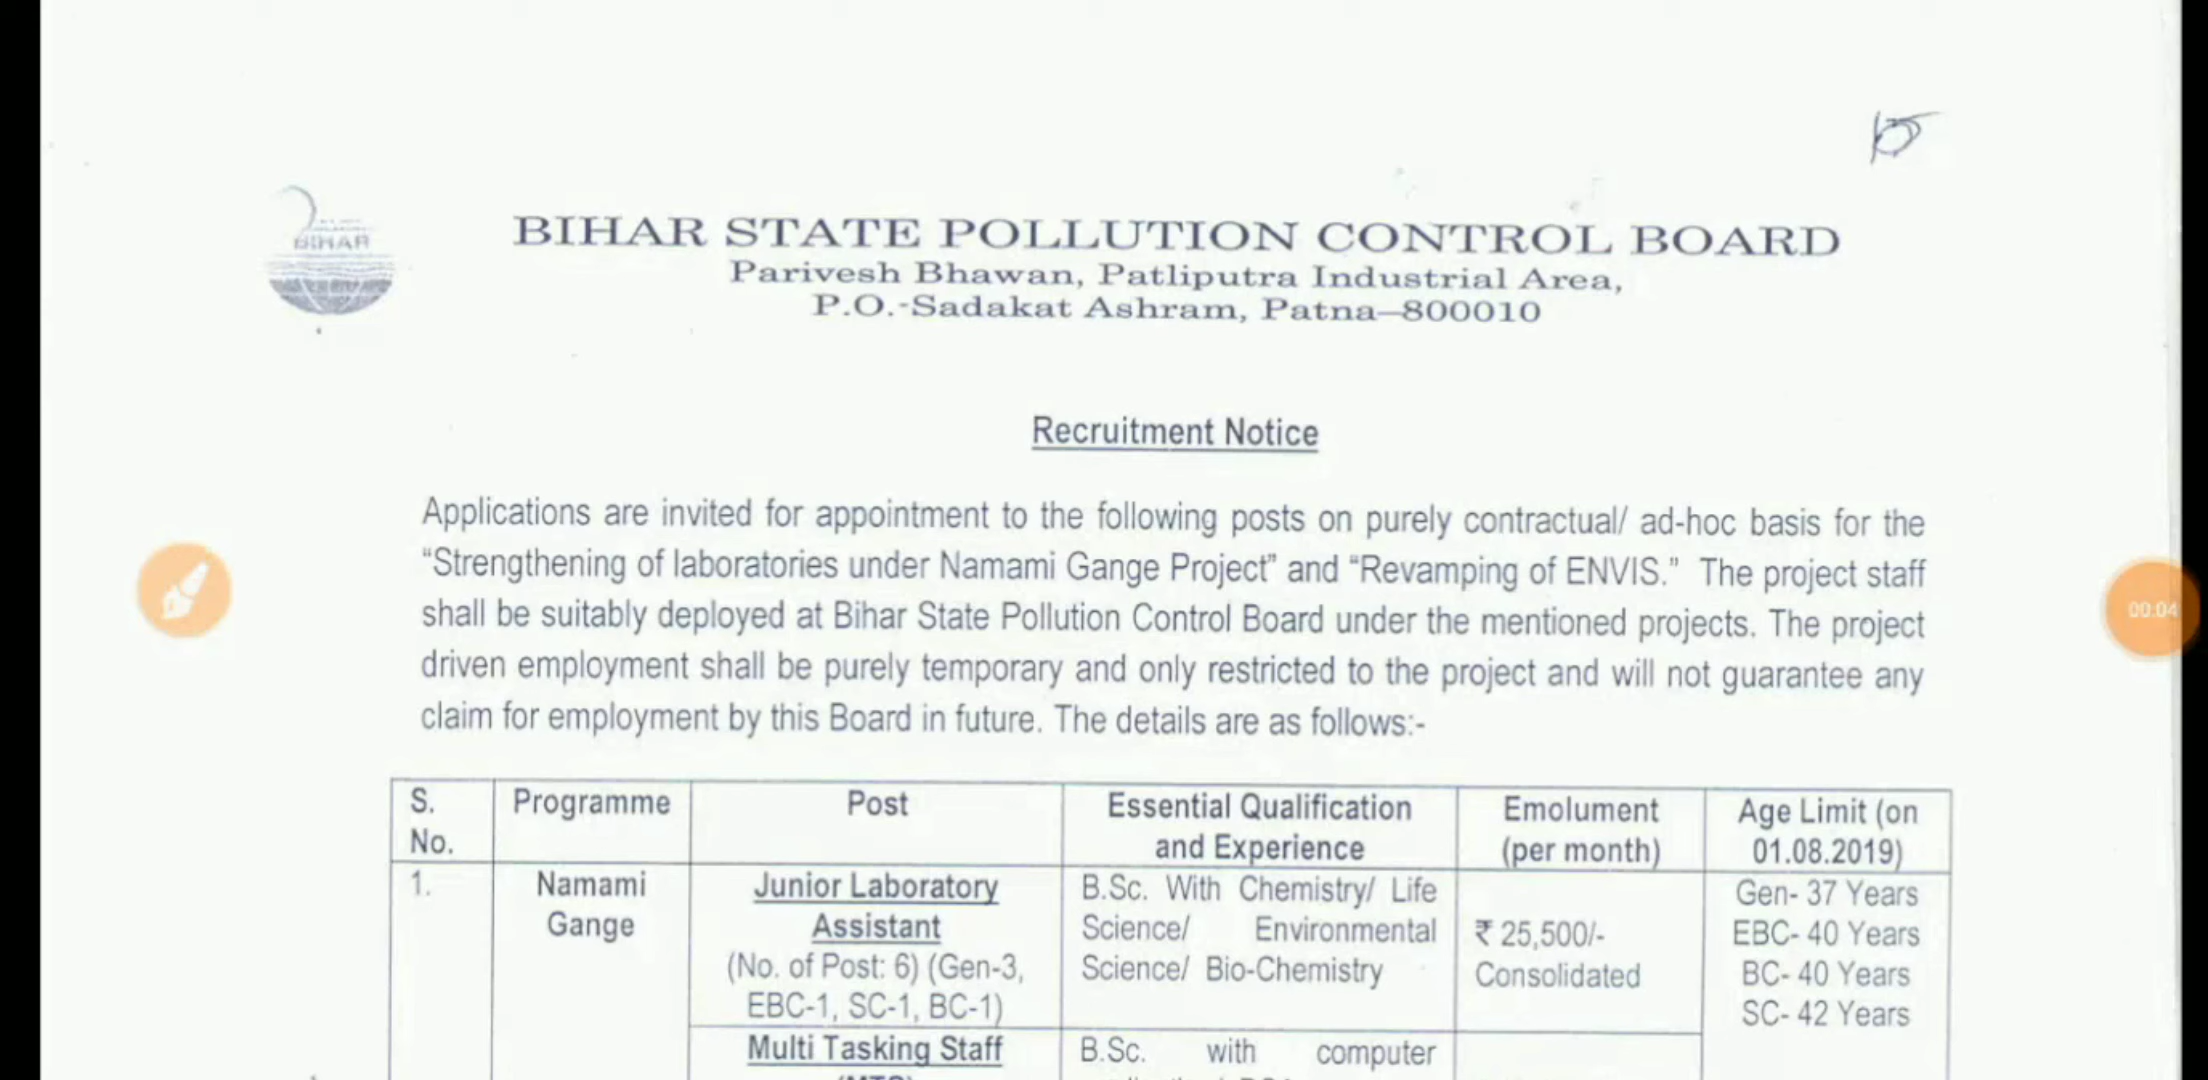 BIHAR
BIHAR STATE POLLUTION CONTROL BOARD
Parivesh Bhawan, Patliputra Industrial Area,
P.O.-Sadakat Ashram, Patna—800010
Recruitment Notice
Applications are invited for appointment to the following posts on purely contractual/ ad-hoc basis for the
“Strengthening of laboratories under Namami Gange Project” and “Revamping of ENVIS.” The project staff
shall be suitably deployed at Bihar State Pollution Control Board under the mentioned projects. The project
driven employment shall be purely temporary and only restricted to the project and will not guarantee any
claim for employment by this Board in future. The details are as follows:-
00:04
S.
No.
Programme
Post
Essential Qualification
and Experience
Emolument
(per month)
Age Limit (on
01.08.2019)
1.
Namami
Gange
Junior Laboratory
Assistant
(No. of Post: 6) (Gen-3,
EBC-1, SC-1, BC-1)
B.Sc. With Chemistry/ Life
Science/ Environmental
Science/ Bio-Chemistry
₹ 25,500/-
Consolidated
Gen- 37 Years
EBC- 40 Years
BC- 40 Years
SC- 42 Years
Multi Tasking Staff
B.Sc. with computer